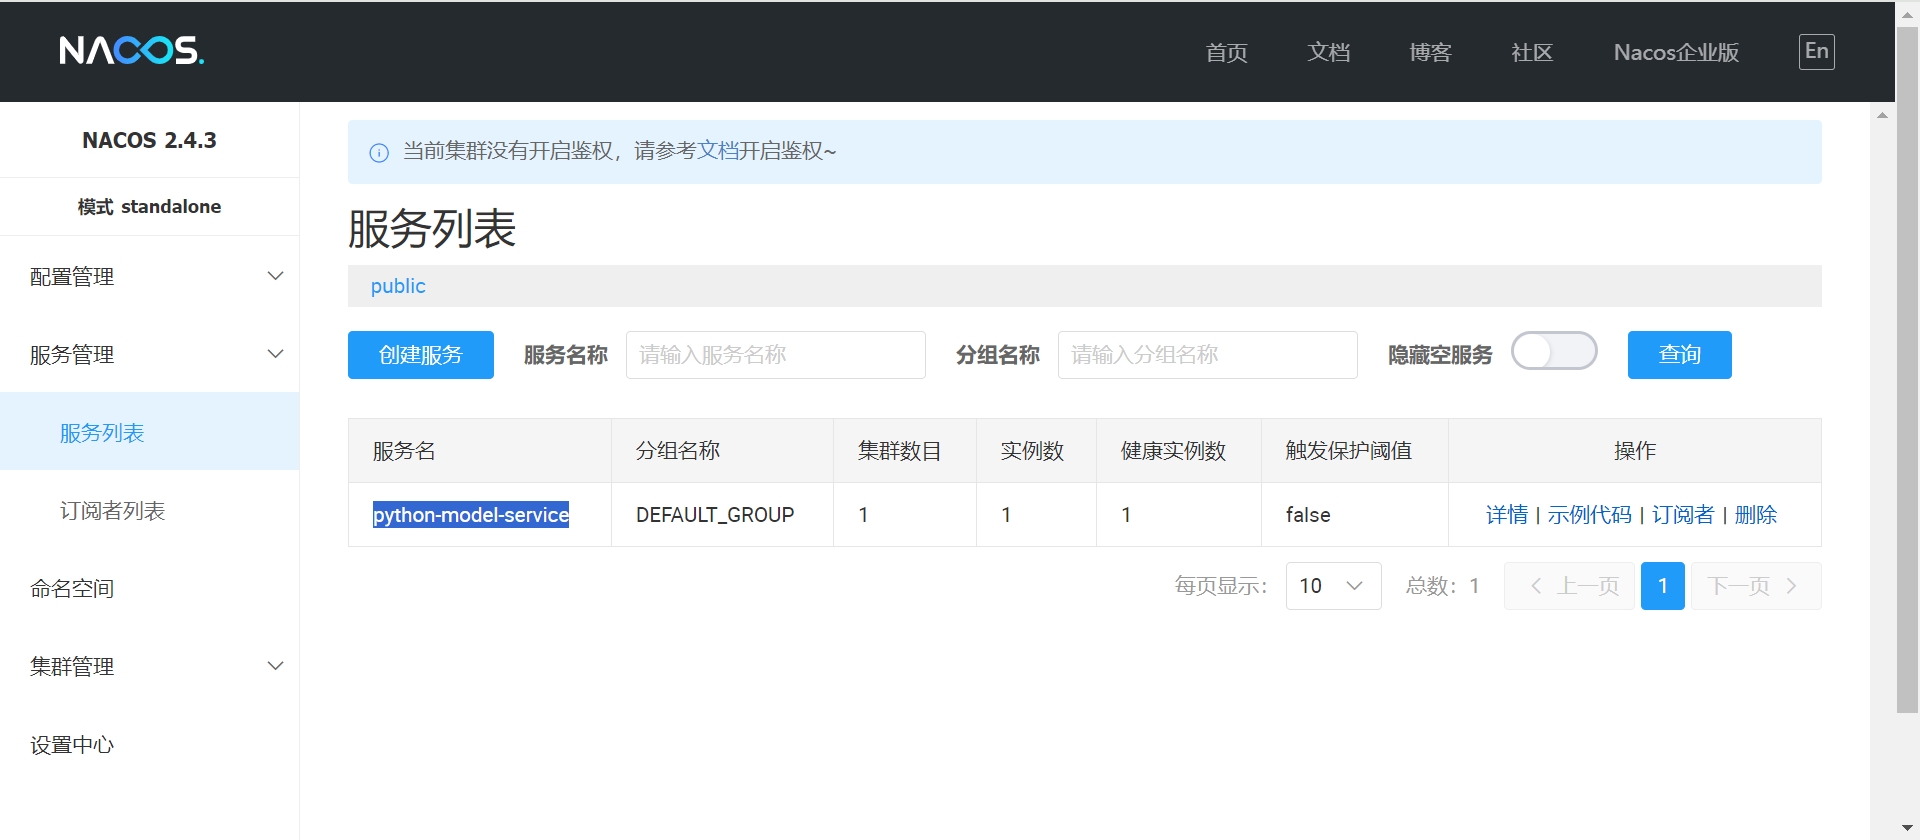 NACOS.
首页 文档 博客 社区 Nacos企业版 En
NACOS 2.4.3
模式 standalone
配置管理
服务管理
服务列表
订阅者列表
命名空间
集群管理
设置中心
当前集群没有开启鉴权，请参考文档开启鉴权~
服务列表
public
创建服务 服务名称 请输入服务名称 分组名称 请输入分组名称 隐藏空服务 查询
服务名 分组名称 集群数目 实例数 健康实例数 触发保护阈值 操作
python-model-service DEFAULT_GROUP 1 1 1 false 详情 | 示例代码 | 订阅者 | 删除
每页显示： 10 总数：1 上一页 1 下一页